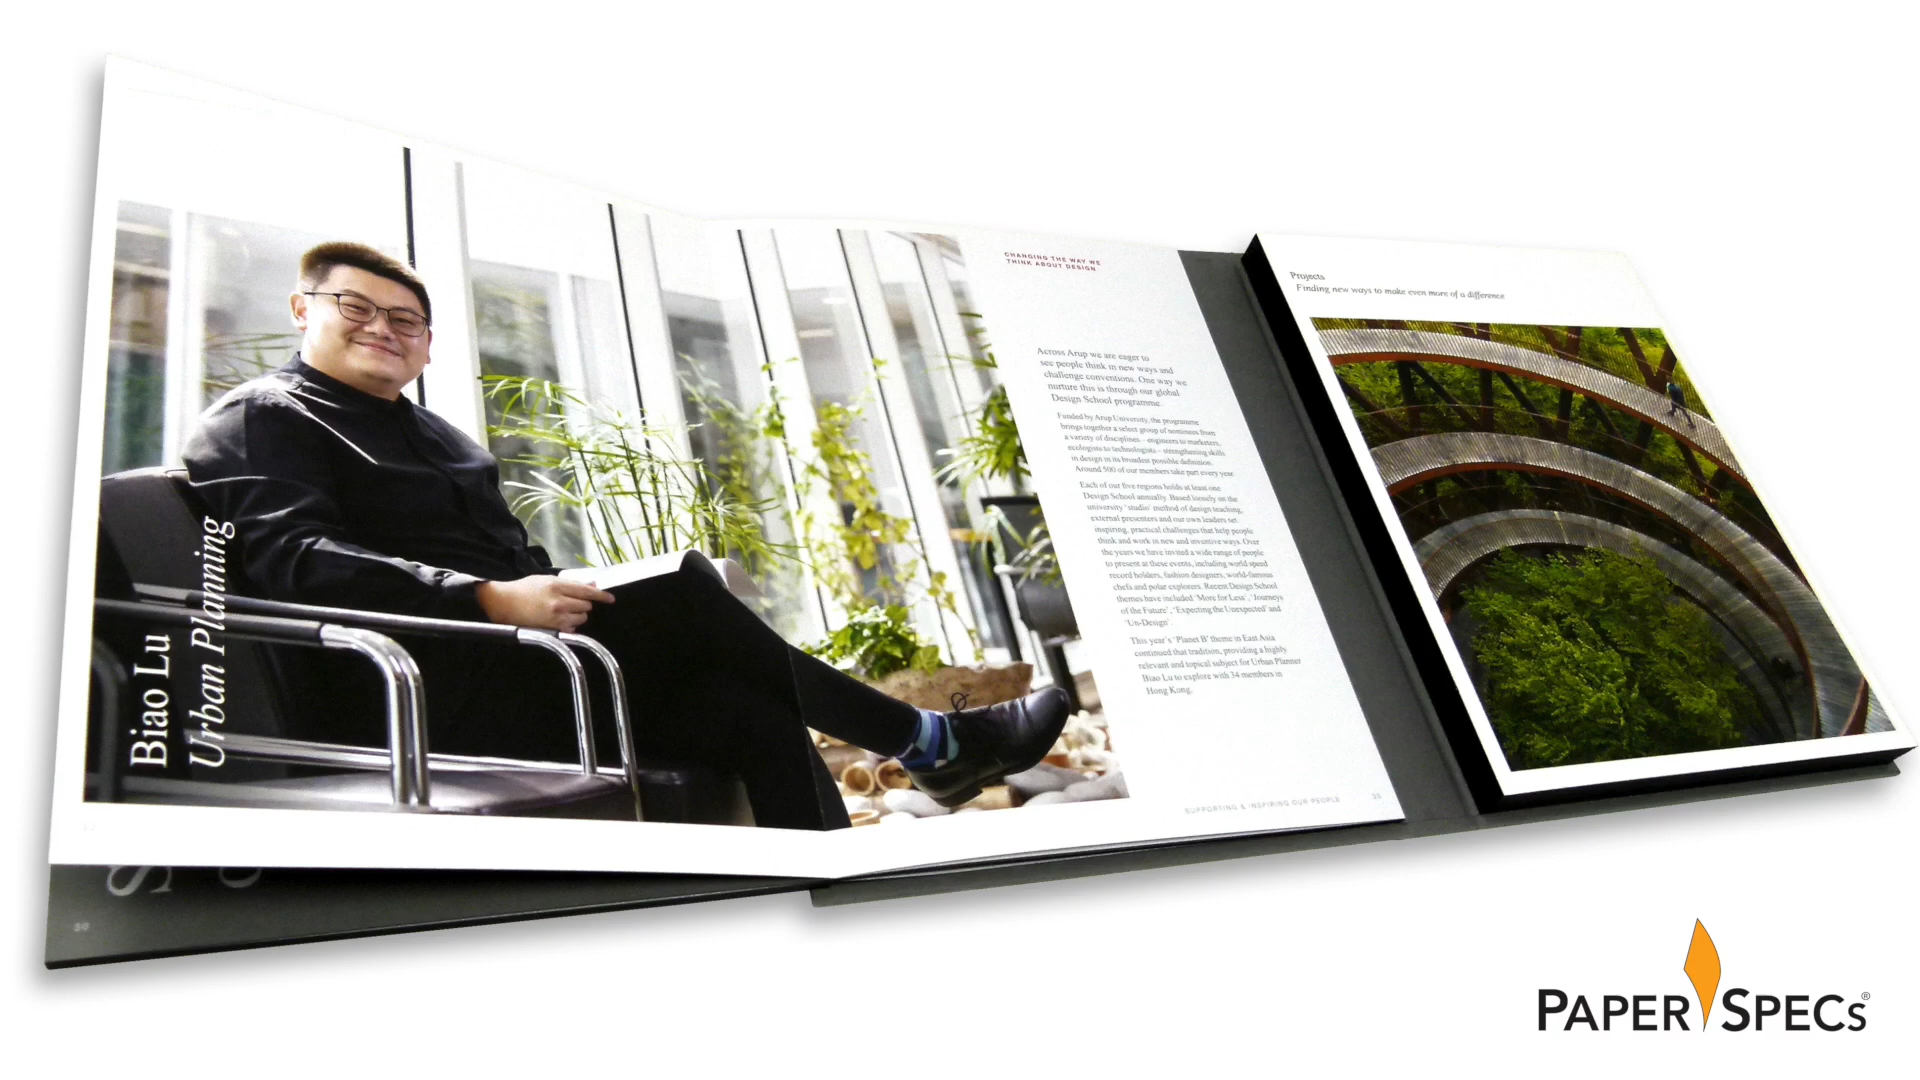 Biao Lu
Urban Planning
CHANGING THE WAY WE
THINK ABOUT DESIGN
Across Arup we are eager to
see people think in new ways and
challenge conventions. One way we
nurture this is through our global
Design School programme.
Funded by Arup University, the programme
brings together a select group of nominees from
a variety of disciplines – engineers to marketers,
ecologists to technologists – strengthening skills
in design in its broadest possible definition.
Around 500 of our members take part every year.
Each of our five regions holds at least one
Design School annually. Based loosely on the
university ‘studio’ method of design teaching,
external presenters and our own leaders set
inspiring, practical challenges that help people
think and work in new and inventive ways. Over
the years we have invited a wide range of people
to present at these events, including world speed
record holders, fashion designers, world-famous
chefs and polar explorers. Recent Design School
themes have included ‘More for Less’, ‘Journeys
of the Future’, ‘Expecting the Unexpected’ and
‘Un-Design’.
This year’s ‘Planet B’ theme in East Asia
continued that tradition, providing a highly
relevant and topical subject for Urban Planner
Biao Lu to explore with 34 members in
Hong Kong.
SUPPORTING & INSPIRING OUR PEOPLE 33
30
Projects
Finding new ways to make even more of a difference
PAPERSPECS®